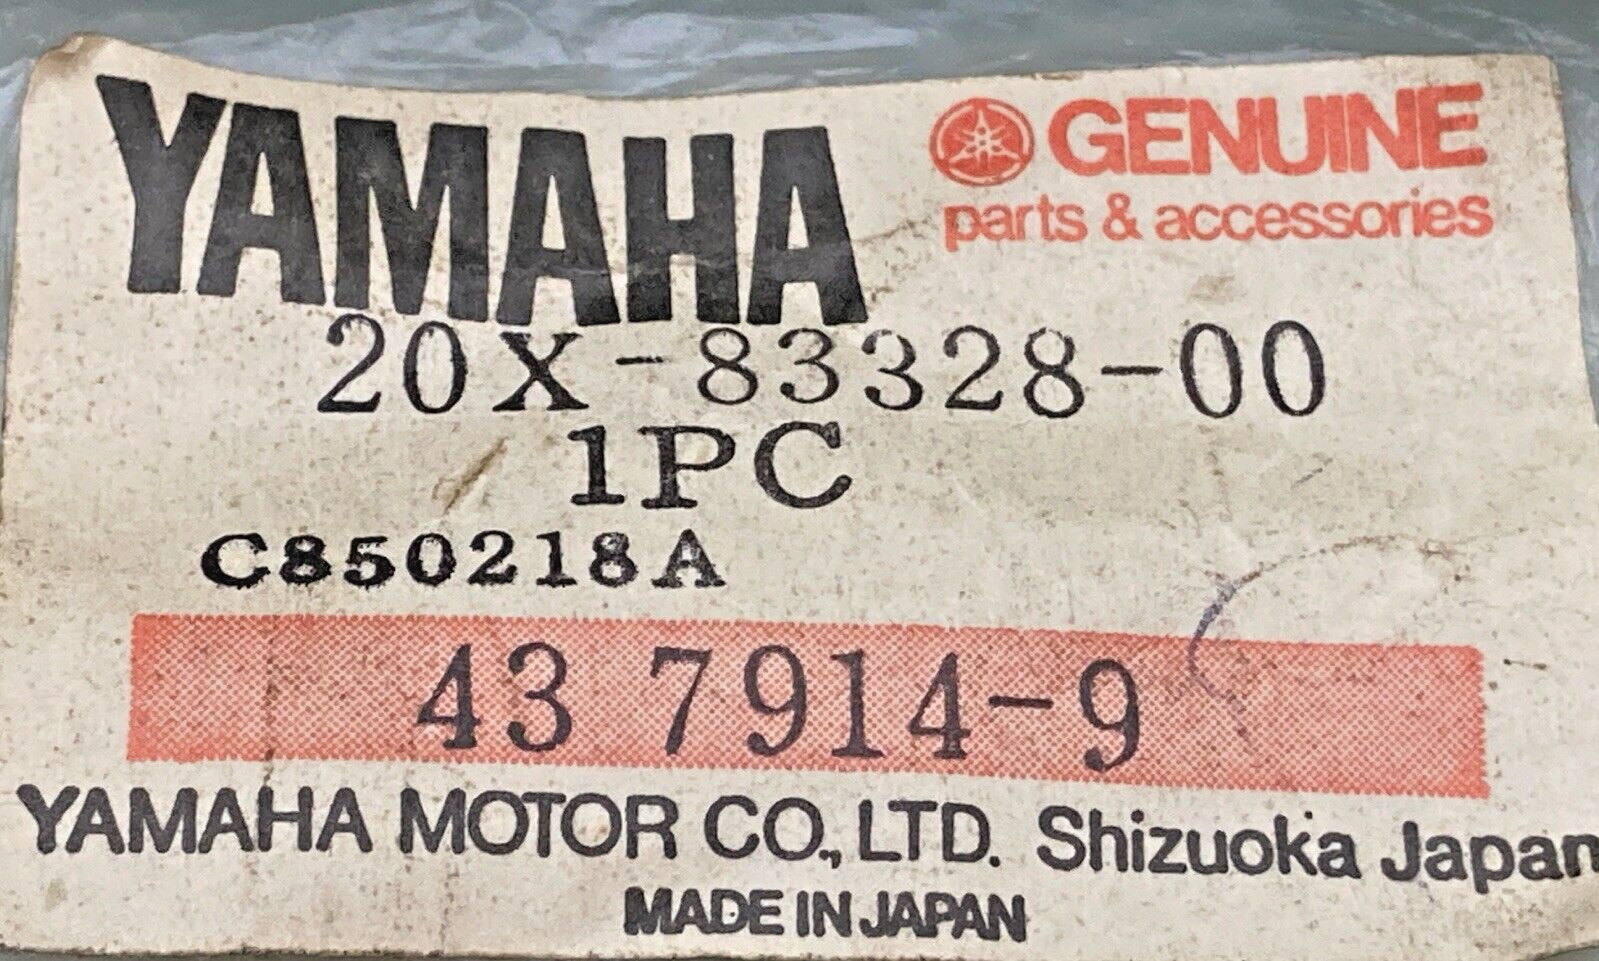 YAMAHA
GENUINE
parts & accessories
20X-83328-00
1PC
C850218A
43 7914-9
YAMAHA MOTOR CO., LTD. Shizuoka Japan
MADE IN JAPAN